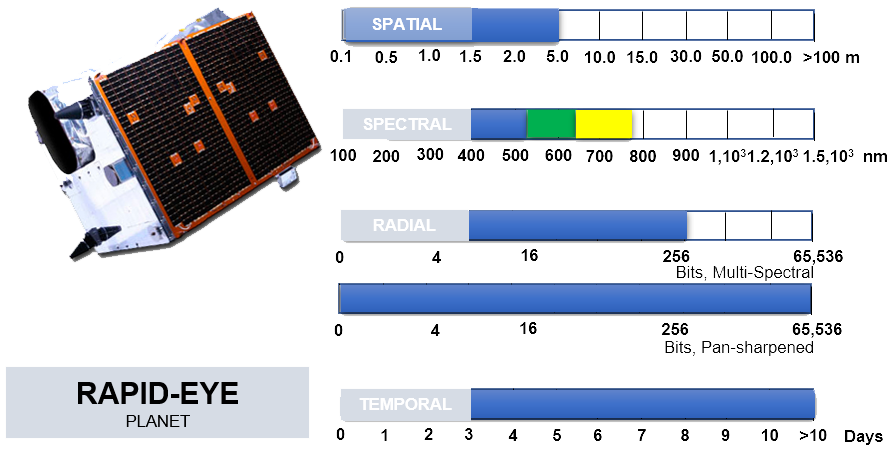 SPATIAL
0.1 0.5 1.0 1.5 2.0 5.0 10.0 15.0 30.0 50.0 100.0 >100 m
SPECTRAL
100 200 300 400 500 600 700 800 900 1,10³ 1.2,10³ 1.5,10³ nm
RADIAL
0 4 16 256 65,536
Bits, Multi-Spectral
0 4 16 256 65,536
Bits, Pan-sharpened
RAPID-EYE
PLANET
TEMPORAL
0 1 2 3 4 5 6 7 8 9 10 >10 Days